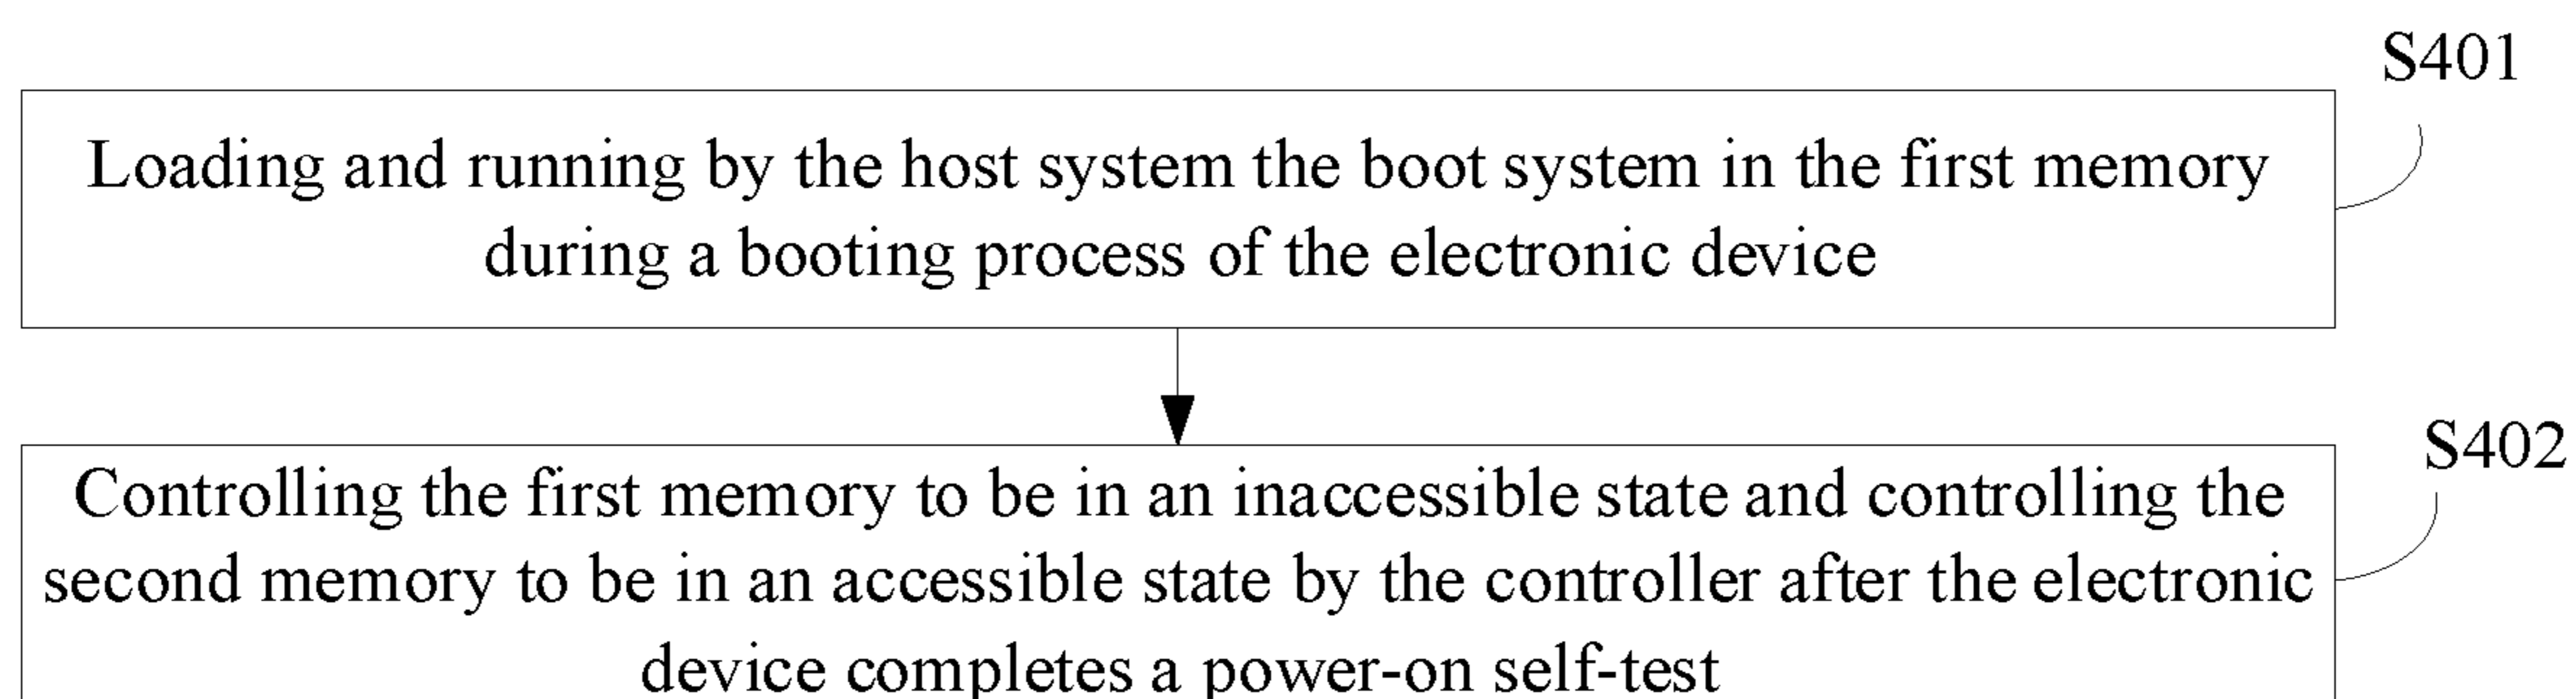 S401
Loading and running by the host system the boot system in the first memory
during a booting process of the electronic device
S402
Controlling the first memory to be in an inaccessible state and controlling the
second memory to be in an accessible state by the controller after the electronic
device completes a power-on self-test